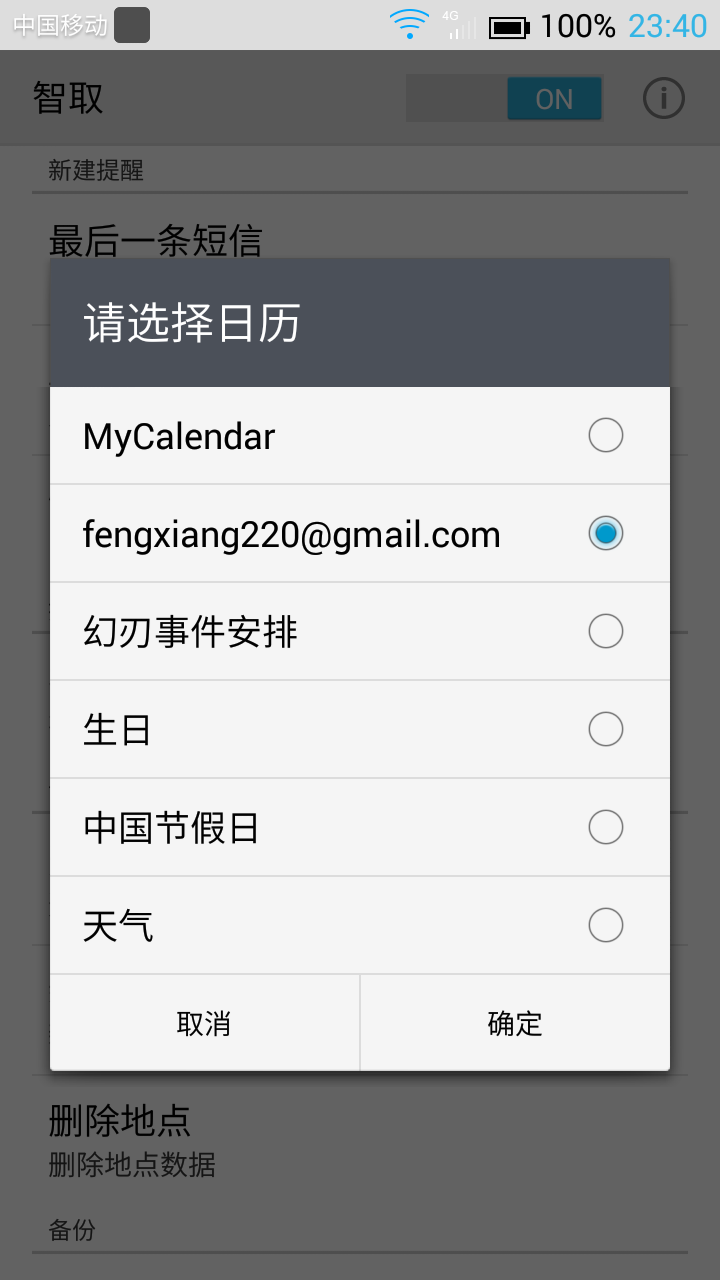 中国移动 4G 100% 23:40
智取 ON
新建提醒
最后一条短信
请选择日历
MyCalendar
fengxiang220@gmail.com
幻刃事件安排
生日
中国节假日
天气
取消 确定
删除地点
删除地点数据
备份